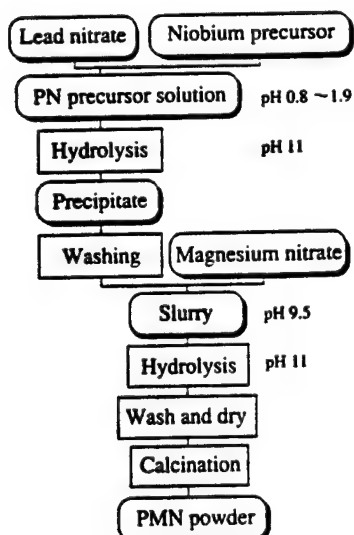 Lead nitrate Niobium precursor
PN precursor solution pH 0.8 ~1.9
Hydrolysis pH 11
Precipitate
Washing Magnesium nitrate
Slurry pH 9.5
Hydrolysis pH 11
Wash and dry
Calcination
PMN powder